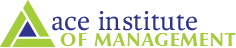 ace institute
OF MANAGEMENT